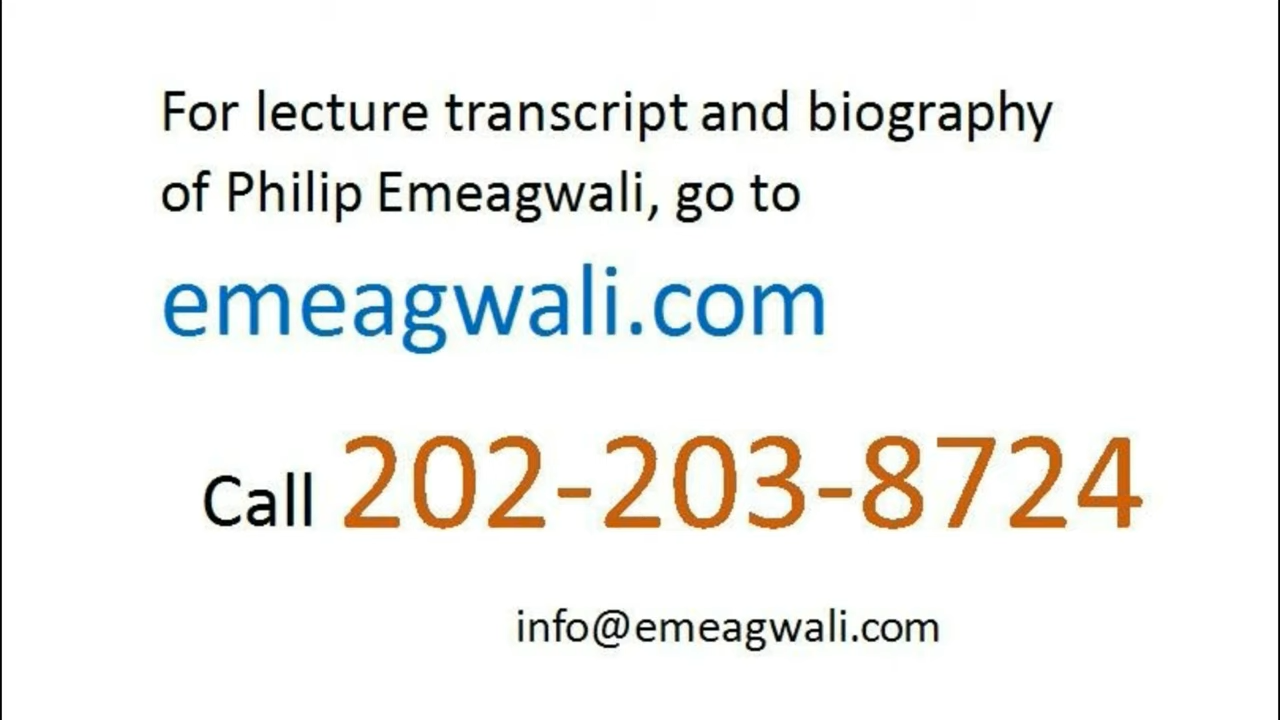 For lecture transcript and biography
of Philip Emeagwali, go to
emeagwali.com
Call 202-203-8724
info@emeagwali.com